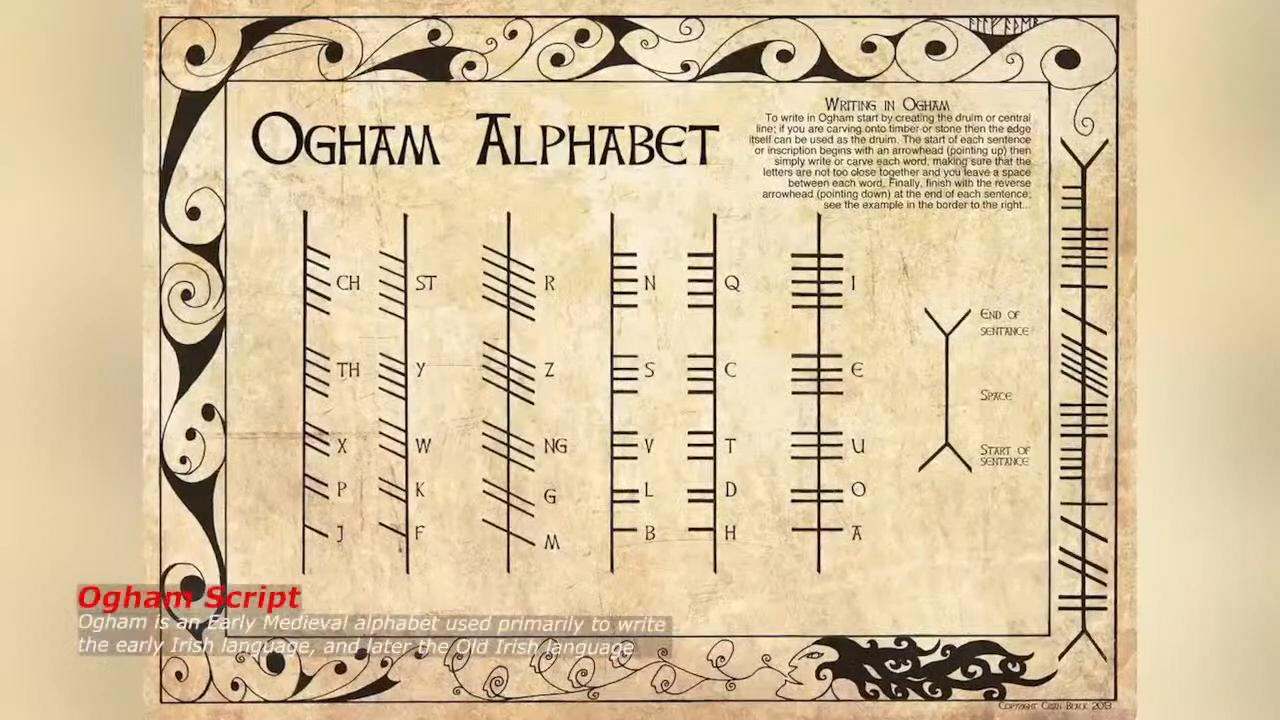 Ogham Alphabet
Writing in Ogham
To write in Ogham start by creating the druim or central
line; if you are carving onto timber or stone then the edge
itself can be used as the druim. The start of each sentence
or inscription begins with an arrowhead (pointing up) then
simply write or carve each word, making sure that the
letters are not too close together and you leave a space
between each word. Finally, finish with the reverse
arrowhead (pointing down) at the end of each sentence;
see the example in the border to the right...
CH ST R N Q I
TH Y Z S C E
X W NG V T U
P K G L D O
J F M B H A
End of
sentance
Space
Start of
sentance
Ogham Script
Ogham is an Early Medieval alphabet used primarily to write
the early Irish language, and later the Old Irish language
Copyright Black 2013